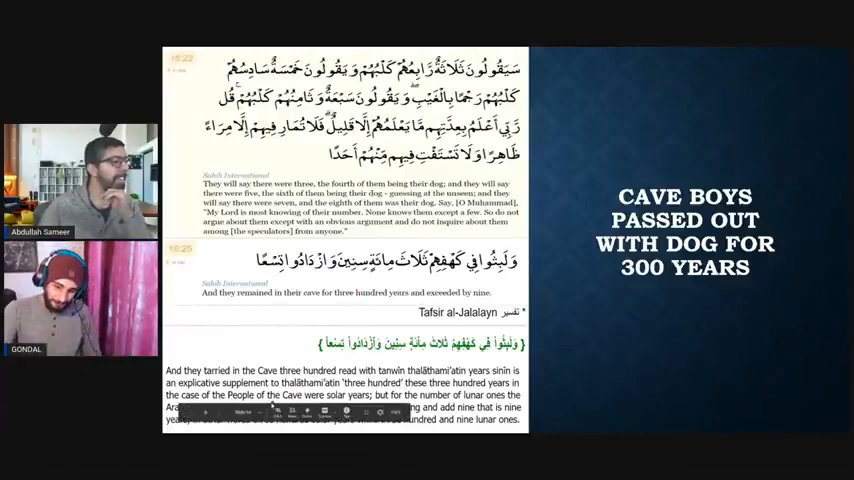 18:22
سَيَقُولُونَ ثَلَاثَةٌ رَّابِعُهُمْ كَلْبُهُمْ وَيَقُولُونَ خَمْسَةٌ سَادِسُهُمْ
كَلْبُهُمْ رَجْمًا بِالْغَيْبِ ۖ وَيَقُولُونَ سَبْعَةٌ وَثَامِنُهُمْ كَلْبُهُمْ ۚ قُل
رَّبِّي أَعْلَمُ بِعِدَّتِهِم مَّا يَعْلَمُهُمْ إِلَّا قَلِيلٌ ۗ فَلَا تُمَارِ فِيهِمْ إِلَّا مِرَاءً
ظَاهِرًا وَلَا تَسْتَفْتِ فِيهِم مِّنْهُمْ أَحَدًا
Sahih International
They will say there were three, the fourth of them being their dog; and they will say
there were five, the sixth of them being their dog - guessing at the unseen; and they
will say there were seven, and the eighth of them was their dog. Say, [O Muhammad],
"My Lord is most knowing of their number. None knows them except a few. So do not
argue about them except with an obvious argument and do not inquire about them
among [the speculators] from anyone."
18:25
وَلَبِثُوا فِي كَهْفِهِمْ ثَلَاثَ مِائَةٍ سِنِينَ وَازْدَادُوا تِسْعًا
Sahih International
And they remained in their cave for three hundred years and exceeded by nine.
Tafsir al-Jalalayn تفسير *
{ وَلَبِثُواْ فِي كَهْفِهِمْ ثَلاثَ مِاْئَةٍ سِنِينَ وَٱزْدَادُواْ تِسْعاً }
And they tarried in the Cave three hundred read with tanwīn thalāthami'atin years sinīn is
an explicative supplement to thalāthami'atin 'three hundred' these three hundred years in
the case of the People of the Cave were solar years; but for the number of lunar ones the
Ara ng and add nine that is nine
years hundred and nine lunar ones.
CAVE BOYS
PASSED OUT
WITH DOG FOR
300 YEARS
Abdullah Sameer
GONDAL